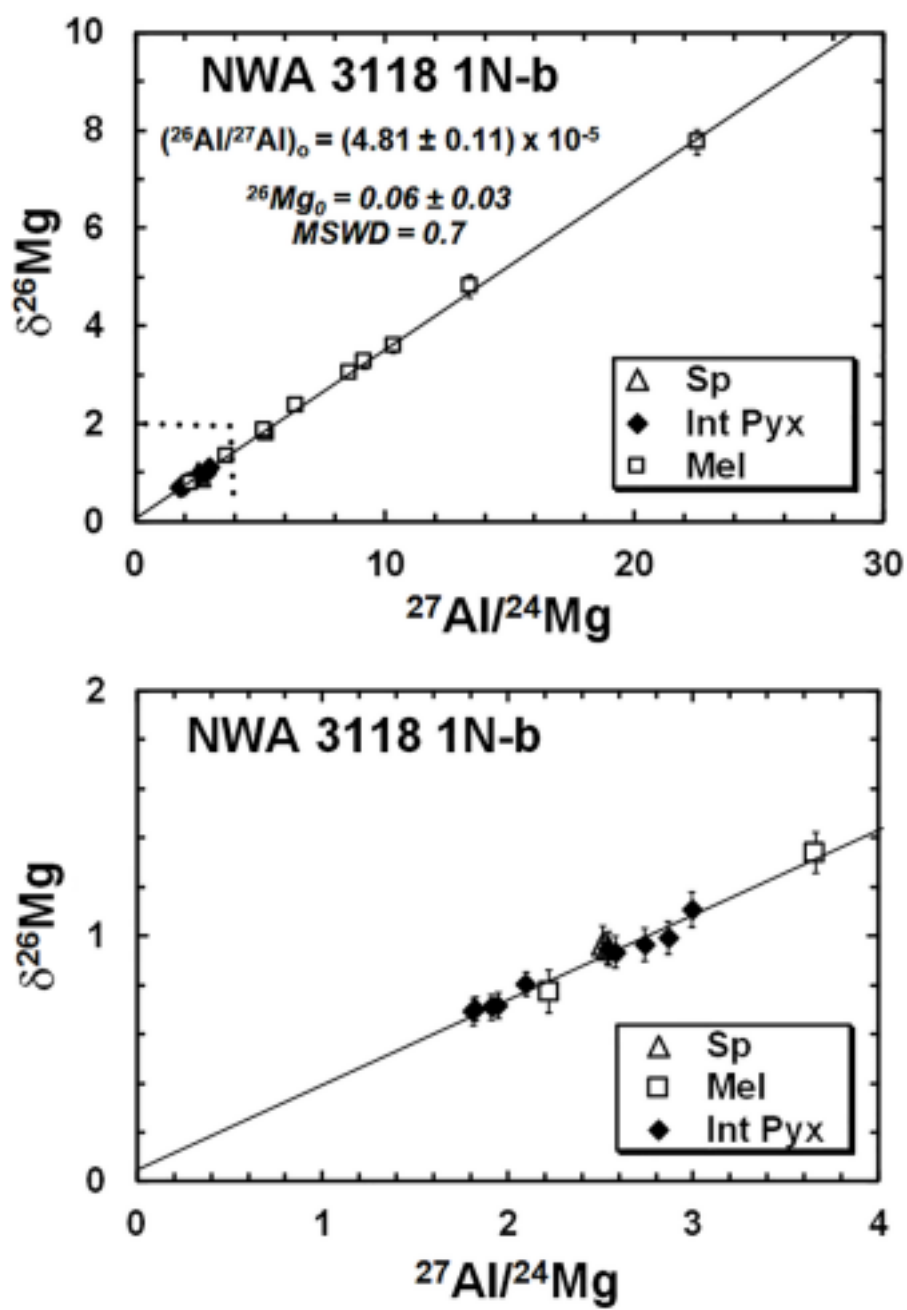 NWA 3118 1N-b
(²⁶Al/²⁷Al)ₒ = (4.81 ± 0.11) x 10⁻⁵
²⁶Mg₀ = 0.06 ± 0.03
MSWD = 0.7
δ²⁶Mg
10
8
6
4
2
0
Sp
Int Pyx
Mel
0 10 20 30
²⁷Al/²⁴Mg
NWA 3118 1N-b
δ²⁶Mg
2
1
0
Sp
Mel
Int Pyx
0 1 2 3 4
²⁷Al/²⁴Mg